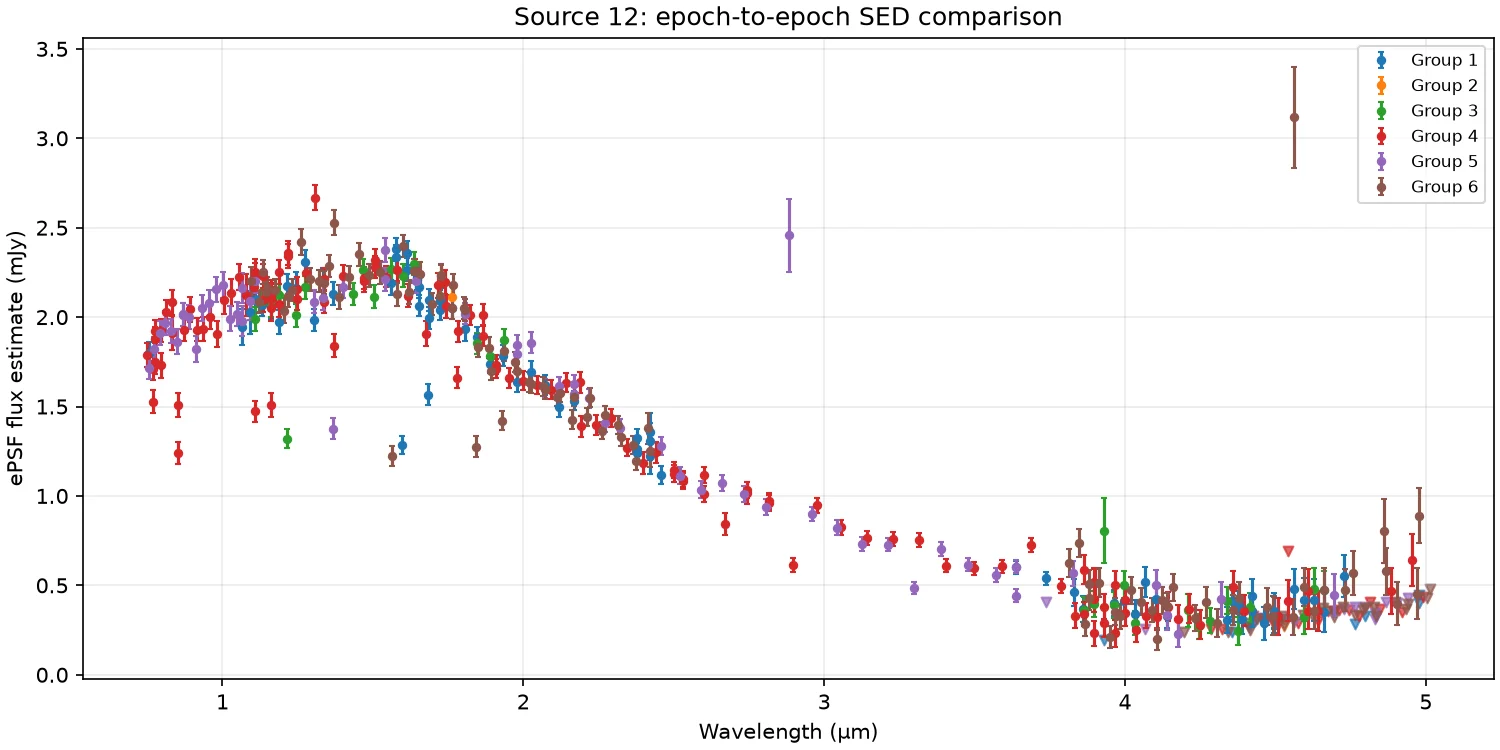 Source 12: epoch-to-epoch SED comparison
3.5
3.0
2.5
2.0
1.5
1.0
0.5
0.0
ePSF flux estimate (mJy)
1
2
3
4
5
Wavelength (μm)
Group 1
Group 2
Group 3
Group 4
Group 5
Group 6